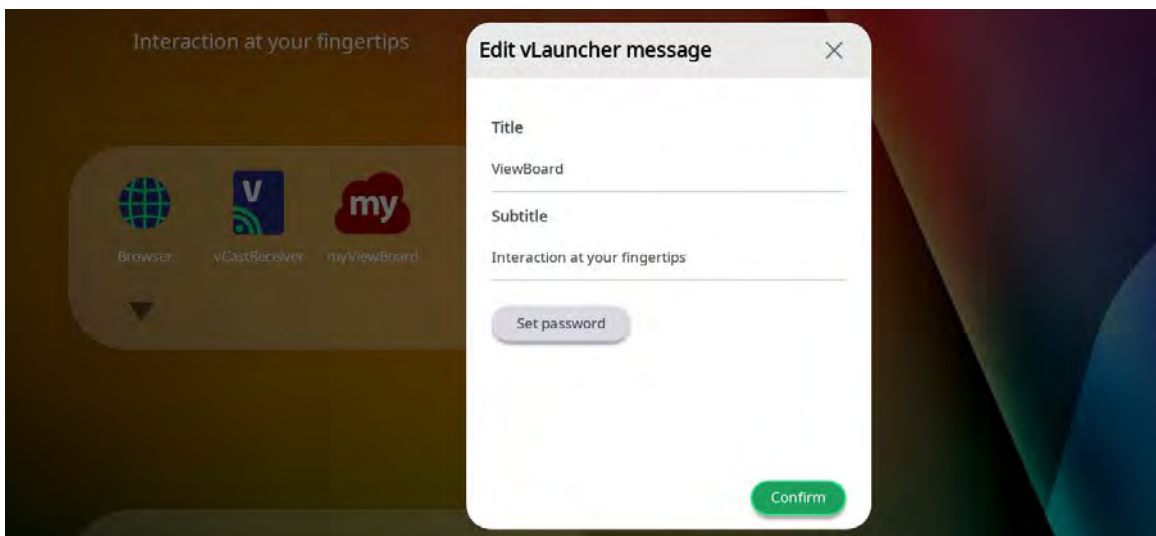 Interaction at your fingertips
Edit vLauncher message
Title
ViewBoard
Subtitle
Interaction at your fingertips
Set password
Confirm
V
my
Browser
vCastReceiver
myViewBoard